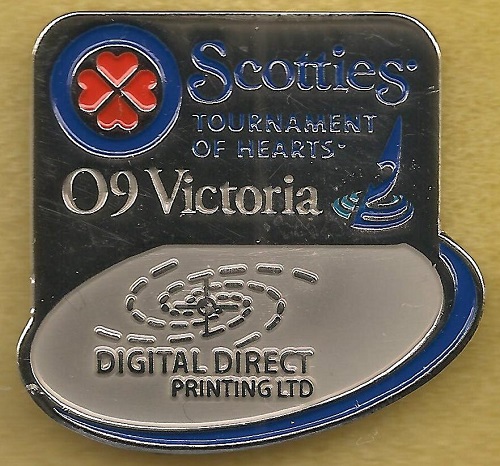 Scotties
TOURNAMENT
OF HEARTS
09 Victoria
DIGITAL DIRECT
PRINTING LTD